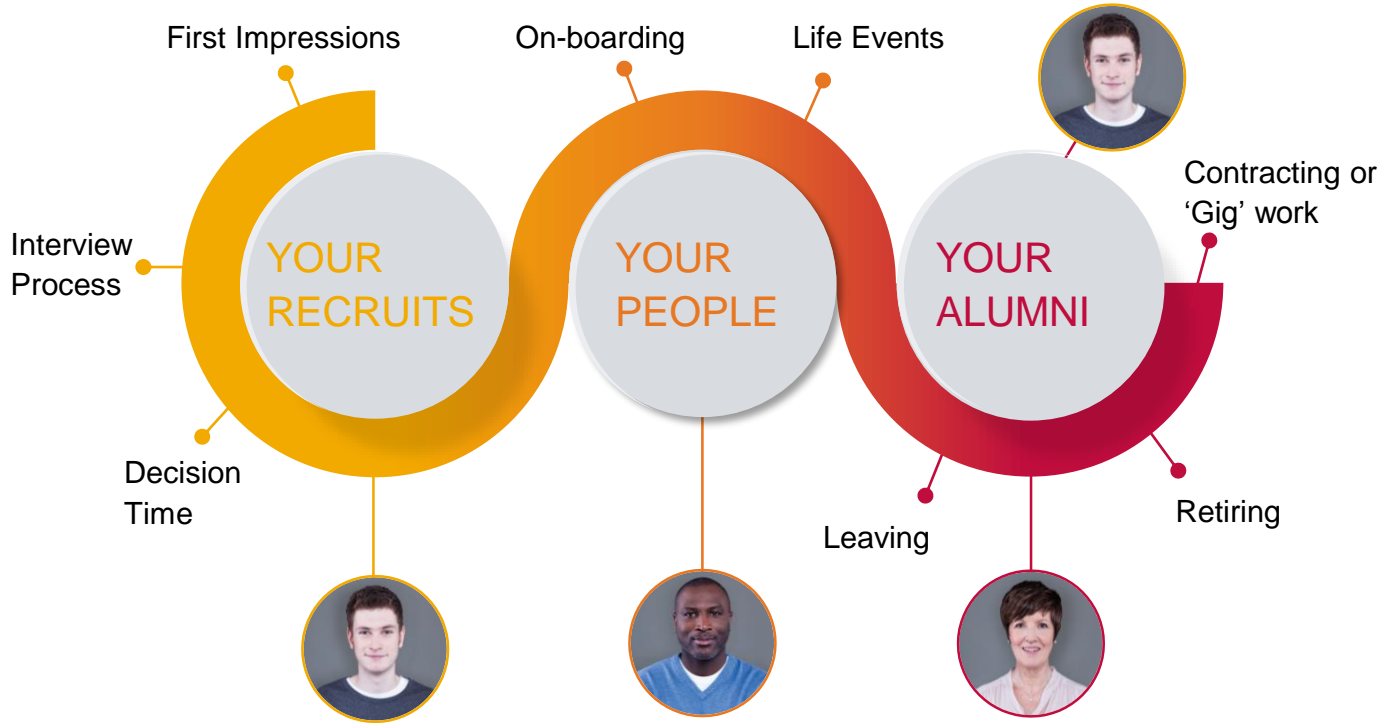 First Impressions
On-boarding
Life Events
Contracting or
‘Gig’ work
Interview
Process
YOUR
RECRUITS
YOUR
PEOPLE
YOUR
ALUMNI
Decision
Time
Leaving
Retiring